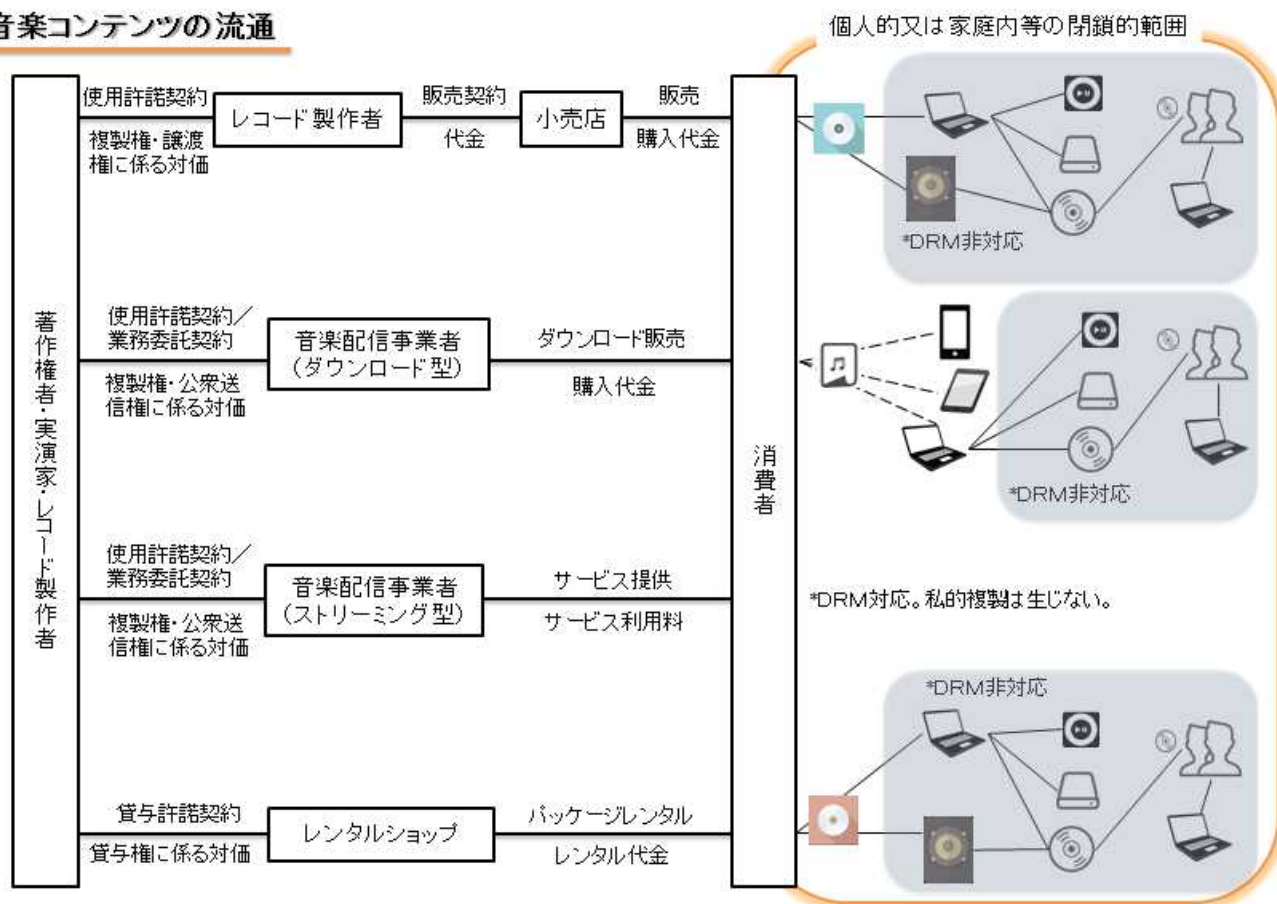 音楽コンテンツの流通
個人的又は家庭内等の閉鎖的範囲
使用許諾契約
複製権・譲渡
権に係る対価
レコード製作者
販売契約
代金
小売店
販売
購入代金
*DRM非対応
著作権者・実演家・レコード製作者
使用許諾契約／
業務委託契約
複製権・公衆送
信権に係る対価
音楽配信事業者
(ダウンロード型)
ダウンロード販売
購入代金
消費者
*DRM非対応
使用許諾契約／
業務委託契約
複製権・公衆送
信権に係る対価
音楽配信事業者
(ストリーミング型)
サービス提供
サービス利用料
*DRM対応。私的複製は生じない。
*DRM非対応
貸与許諾契約
貸与権に係る対価
レンタルショップ
パッケージレンタル
レンタル代金